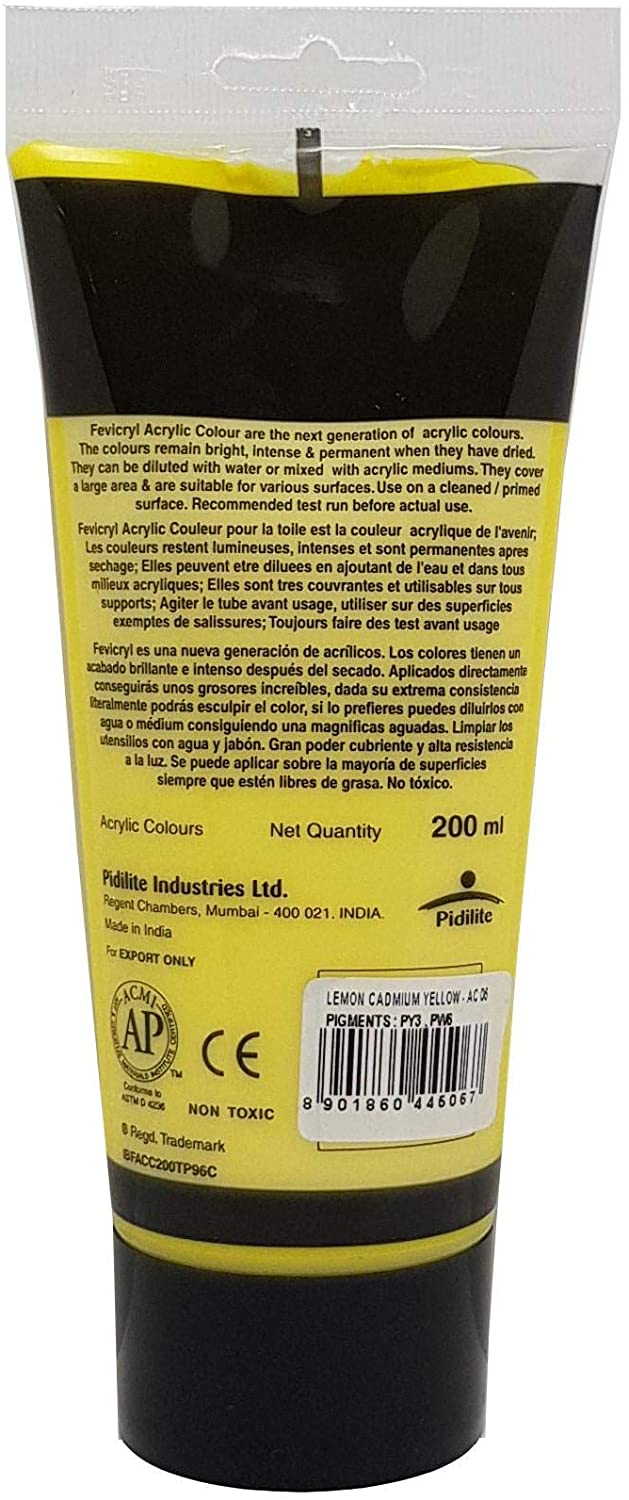 Fevicryl Acrylic Colour are the next generation of acrylic colours.
The colours remain bright, intense & permanent when they have dried.
They can be diluted with water or mixed with acrylic mediums. They cover
a large area & are suitable for various surfaces. Use on a cleaned / primed
surface. Recommended test run before actual use.
Fevicryl Acrylic Couleur pour la toile est la couleur acrylique de l'avenir;
Les couleurs restent lumineuses, intenses et sont permanentes apres
sechage; Elles peuvent etre diluees en ajoutant de l'eau et dans tous
milieux acryliques; Elles sont tres couvrantes et utilisables sur tous
supports; Agiter le tube avant usage, utiliser sur des superficies
exemptes de salissures; Toujours faire des test avant usage
Fevicryl es una nueva generación de acrílicos. Los colores tienen un
acabado brillante e intenso después del secado. Aplicados directamente
conseguirás unos grosores increíbles, dada su extrema consistencia
literalmente podrás esculpir el color, si lo prefieres puedes diluirlos con
agua o médium consiguiendo una magnificas aguadas. Limpiar los
utensilios con agua y jabón. Gran poder cubriente y alta resistencia
a la luz. Se puede aplicar sobre la mayoría de superficies
siempre que estén libres de grasa. No tóxico.
Acrylic Colours Net Quantity 200 ml
Pidilite Industries Ltd.
Regent Chambers, Mumbai - 400 021. INDIA.
Made in India
For EXPORT ONLY
Pidilite
LEMON CADMIUM YELLOW - AC 06
PIGMENTS : PY3 , PW6
8 901860 445067
ACMI
AP
TM
Conforms to
ASTM D 4236
CE
NON TOXIC
® Regd. Trademark
IBFACC200TP96C